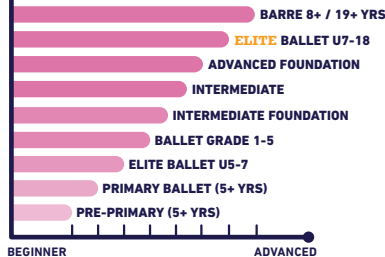 BARRE 8+ / 19+ YRS
ELITE BALLET U7-18
ADVANCED FOUNDATION
INTERMEDIATE
INTERMEDIATE FOUNDATION
BALLET GRADE 1-5
ELITE BALLET U5-7
PRIMARY BALLET (5+ YRS)
PRE-PRIMARY (5+ YRS)
BEGINNER ADVANCED